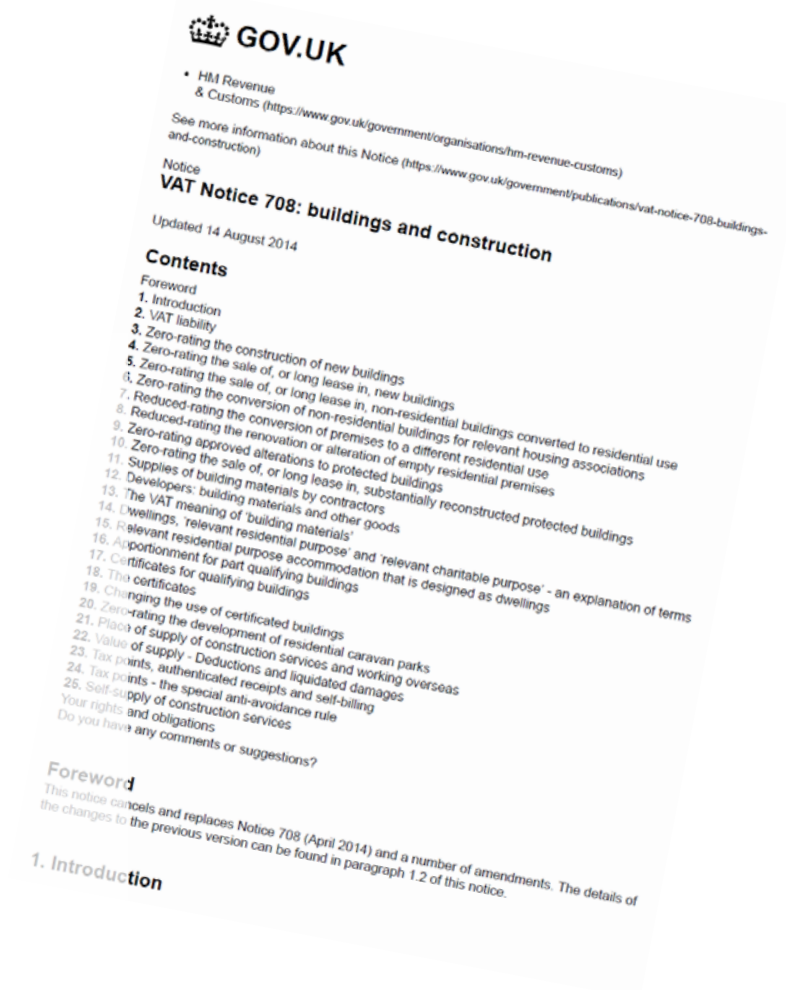 GOV.UK
• HM Revenue
& Customs (https://www.gov.uk/government/organisations/hm-revenue-customs)
See more information about this Notice (https://www.gov.uk/government/publications/vat-notice-708-buildings-
and-construction)
Notice
VAT Notice 708: buildings and construction
Updated 14 August 2014
Contents
Foreword
1. Introduction
2. VAT liability
3. Zero-rating the construction of new buildings
4. Zero-rating the sale of, or long lease in, new buildings
5. Zero-rating the sale of, or long lease in, non-residential buildings converted to residential use
6. Zero-rating the conversion of non-residential buildings for relevant housing associations
7. Reduced-rating the conversion of premises to a different residential use
8. Reduced-rating the renovation or alteration of empty residential premises
9. Zero-rating approved alterations to protected buildings
10. Zero-rating the sale of, or long lease in, substantially reconstructed protected buildings
11. Supplies of building materials by contractors
12. Developers: building materials and other goods
13. The VAT meaning of 'building materials'
14. Dwellings, 'relevant residential purpose' and 'relevant charitable purpose' - an explanation of terms
15. Relevant residential purpose accommodation that is designed as dwellings
16. Apportionment for part qualifying buildings
17. Certificates for qualifying buildings
18. The certificates
19. Changing the use of certificated buildings
20. Zero-rating the development of residential caravan parks
21. Place of supply of construction services and working overseas
22. Value of supply - Deductions and liquidated damages
23. Tax points, authenticated receipts and self-billing
24. Tax points - the special anti-avoidance rule
25. Self-supply of construction services
Your rights and obligations
Do you have any comments or suggestions?
Foreword
This notice cancels and replaces Notice 708 (April 2014) and a number of amendments. The details of
the changes to the previous version can be found in paragraph 1.2 of this notice.
1. Introduction